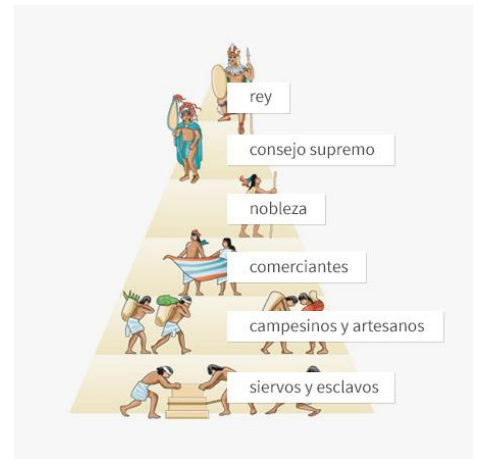 rey
consejo supremo
nobleza
comerciantes
campesinos y artesanos
siervos y esclavos